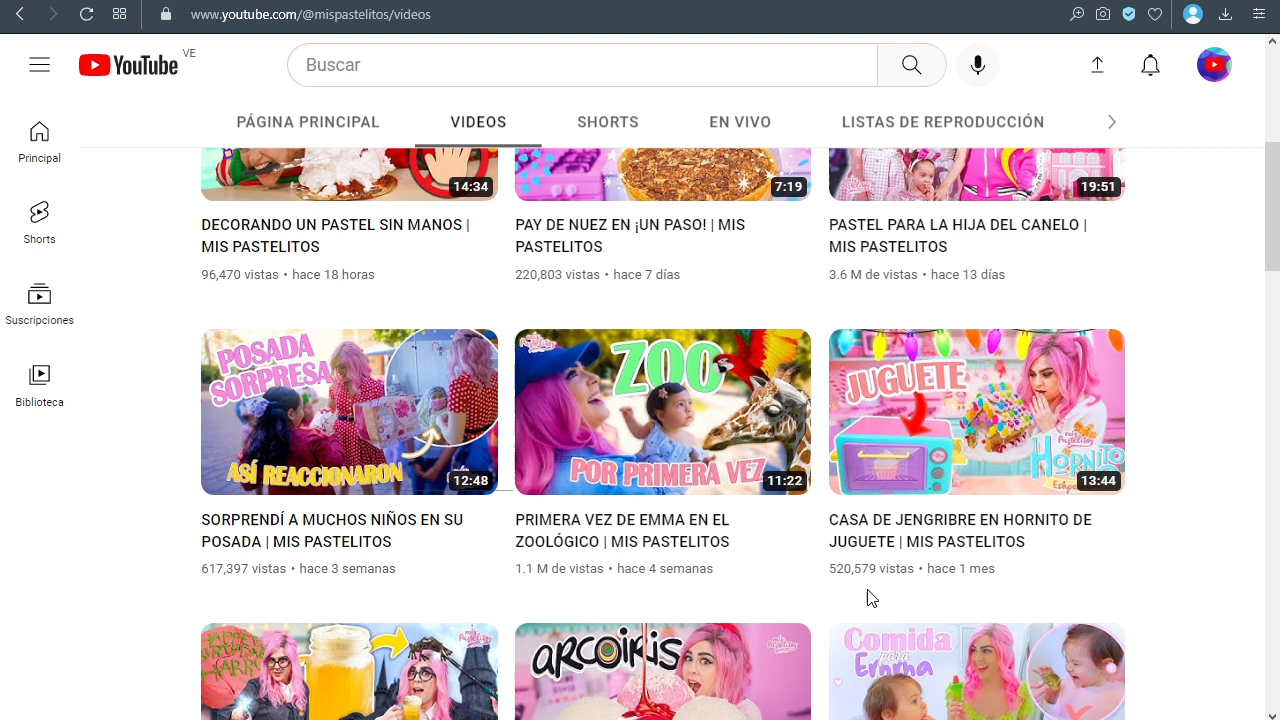 www.youtube.com/@mispastelitos/videos
YouTube VE
Buscar
PÁGINA PRINCIPAL VIDEOS SHORTS EN VIVO LISTAS DE REPRODUCCIÓN
Principal
Shorts
Suscripciones
Biblioteca
14:34
7:19
19:51
DECORANDO UN PASTEL SIN MANOS |
MIS PASTELITOS
96,470 vistas • hace 18 horas
PAY DE NUEZ EN ¡UN PASO! | MIS
PASTELITOS
220,803 vistas • hace 7 días
PASTEL PARA LA HIJA DEL CANELO |
MIS PASTELITOS
3.6 M de vistas • hace 13 días
POSADA
SORPRESA
ASÍ REACCIONARON
12:48
ZOO
POR PRIMERA VEZ
11:22
JUGUETE
mis
Pastelitos
HORNITO
13:44
SORPRENDÍ A MUCHOS NIÑOS EN SU
POSADA | MIS PASTELITOS
617,397 vistas • hace 3 semanas
PRIMERA VEZ DE EMMA EN EL
ZOOLÓGICO | MIS PASTELITOS
1.1 M de vistas • hace 4 semanas
CASA DE JENGRIBRE EN HORNITO DE
JUGUETE | MIS PASTELITOS
520,579 vistas • hace 1 mes
HARRY
ARCOIRIS
Comida
para
Emma